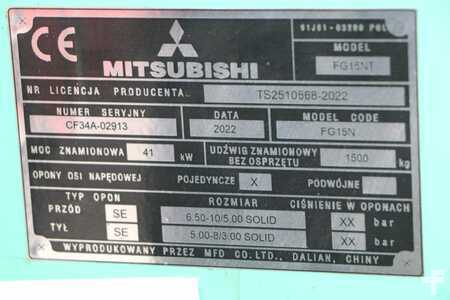 91J61-03200 POL
CE
MITSUBISHI
MODEL
FG15NT
NR LICENCJA PRODUCENTA
TS2510568-2022
NUMER SERYJNY
DATA
MODEL CODE
CF34A-02913
2022
FG15N
MOC ZNAMIONOWA 41 kW
UDŹWIG ZNAMIONOWY BEZ OSPRZĘTU 1500 kg
OPONY OSI NAPĘDOWEJ
POJEDYNCZE X
PODWÓJNE
TYP OPON
ROZMIAR
CIŚNIENIE W OPONACH
PRZÓD SE 6.50-10/5.00 SOLID XX bar
TYŁ SE 5.00-8/3.00 SOLID XX bar
WYPRODUKOWANY PRZEZ MFD CO.,LTD., DALIAN, CHINY